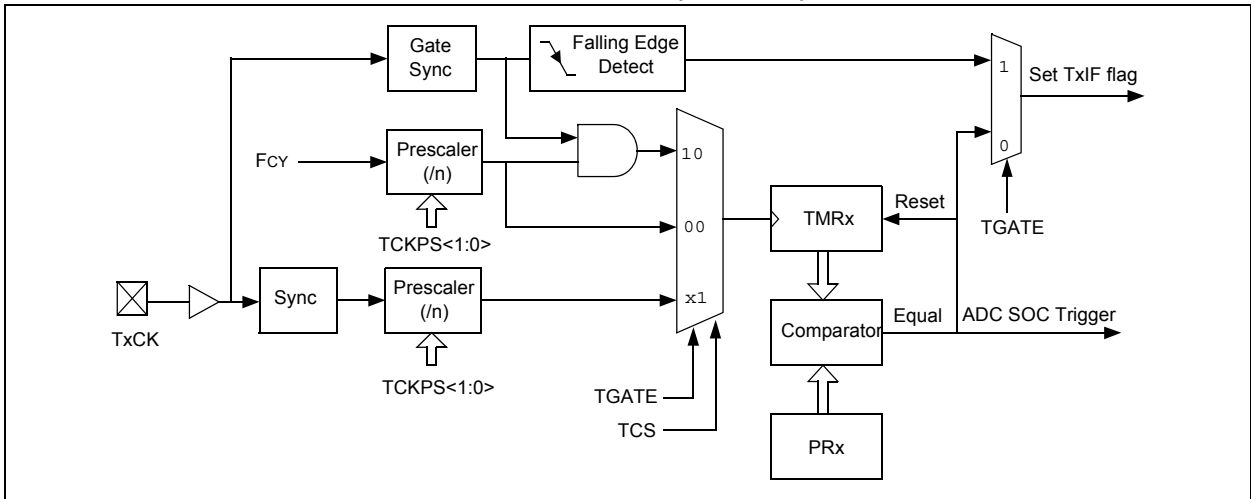 Gate
Sync
Falling Edge
Detect
1
Set TxIF flag
0
TGATE
FCY
Prescaler
(/n)
TCKPS<1:0>
10
00
x1
TMRx
Reset
TxCK
Sync
Prescaler
(/n)
TCKPS<1:0>
Comparator
Equal
ADC SOC Trigger
TGATE
TCS
PRx